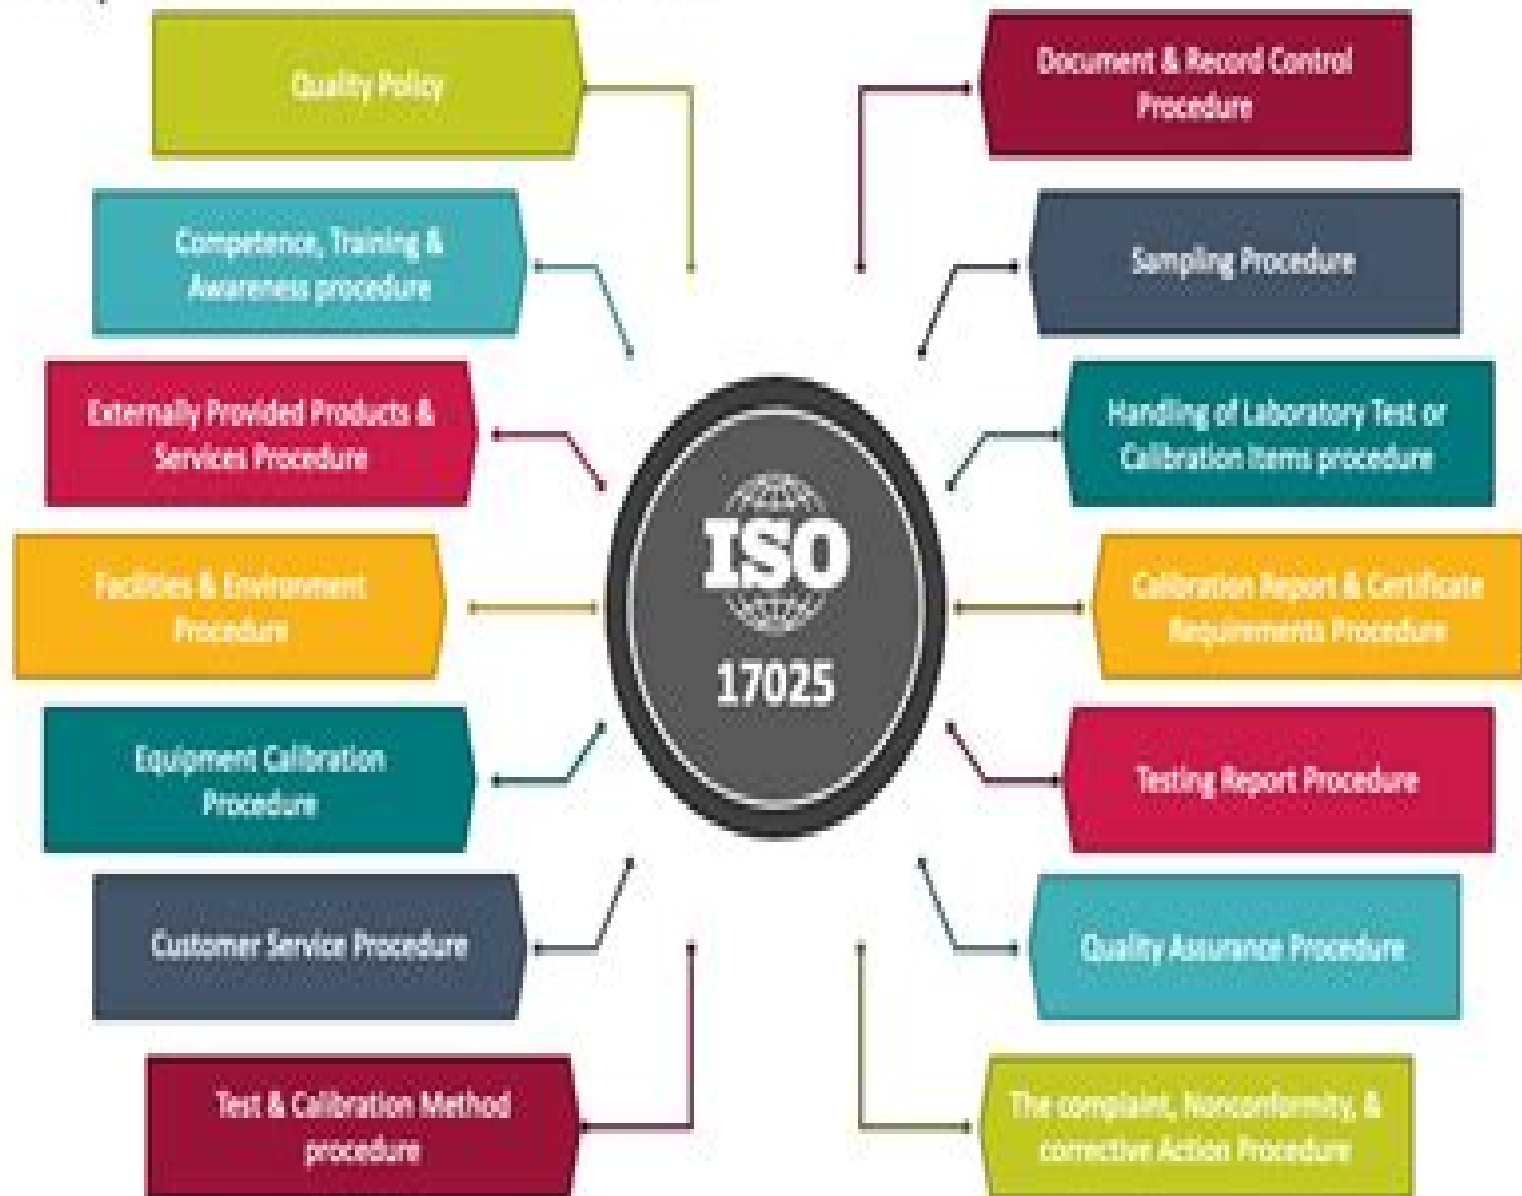 Quality Policy
Document & Record Control
Procedure
Competence, Training &
Awareness procedure
Sampling Procedure
Externally Provided Products &
Services Procedure
Handling of Laboratory Test or
Calibration Items procedure
ISO
17025
Facilities & Environment
Procedure
Calibration Report & Certificate
Requirements Procedure
Equipment Calibration
Procedure
Testing Report Procedure
Customer Service Procedure
Quality Assurance Procedure
Test & Calibration Method
procedure
The complaint, Nonconformity, &
corrective Action Procedure